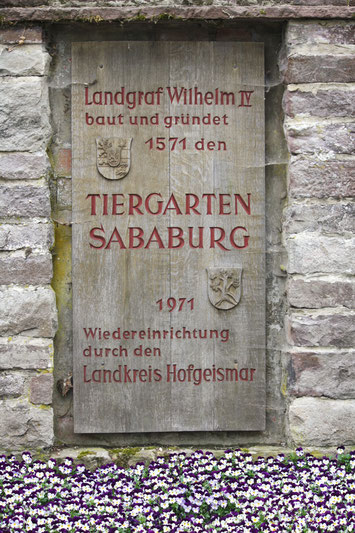 Landgraf Wilhelm IV
baut und gründet
1571 den
TIERGARTEN
SABABURG
1971
Wiedereinrichtung
durch den
Landkreis Hofgeismar